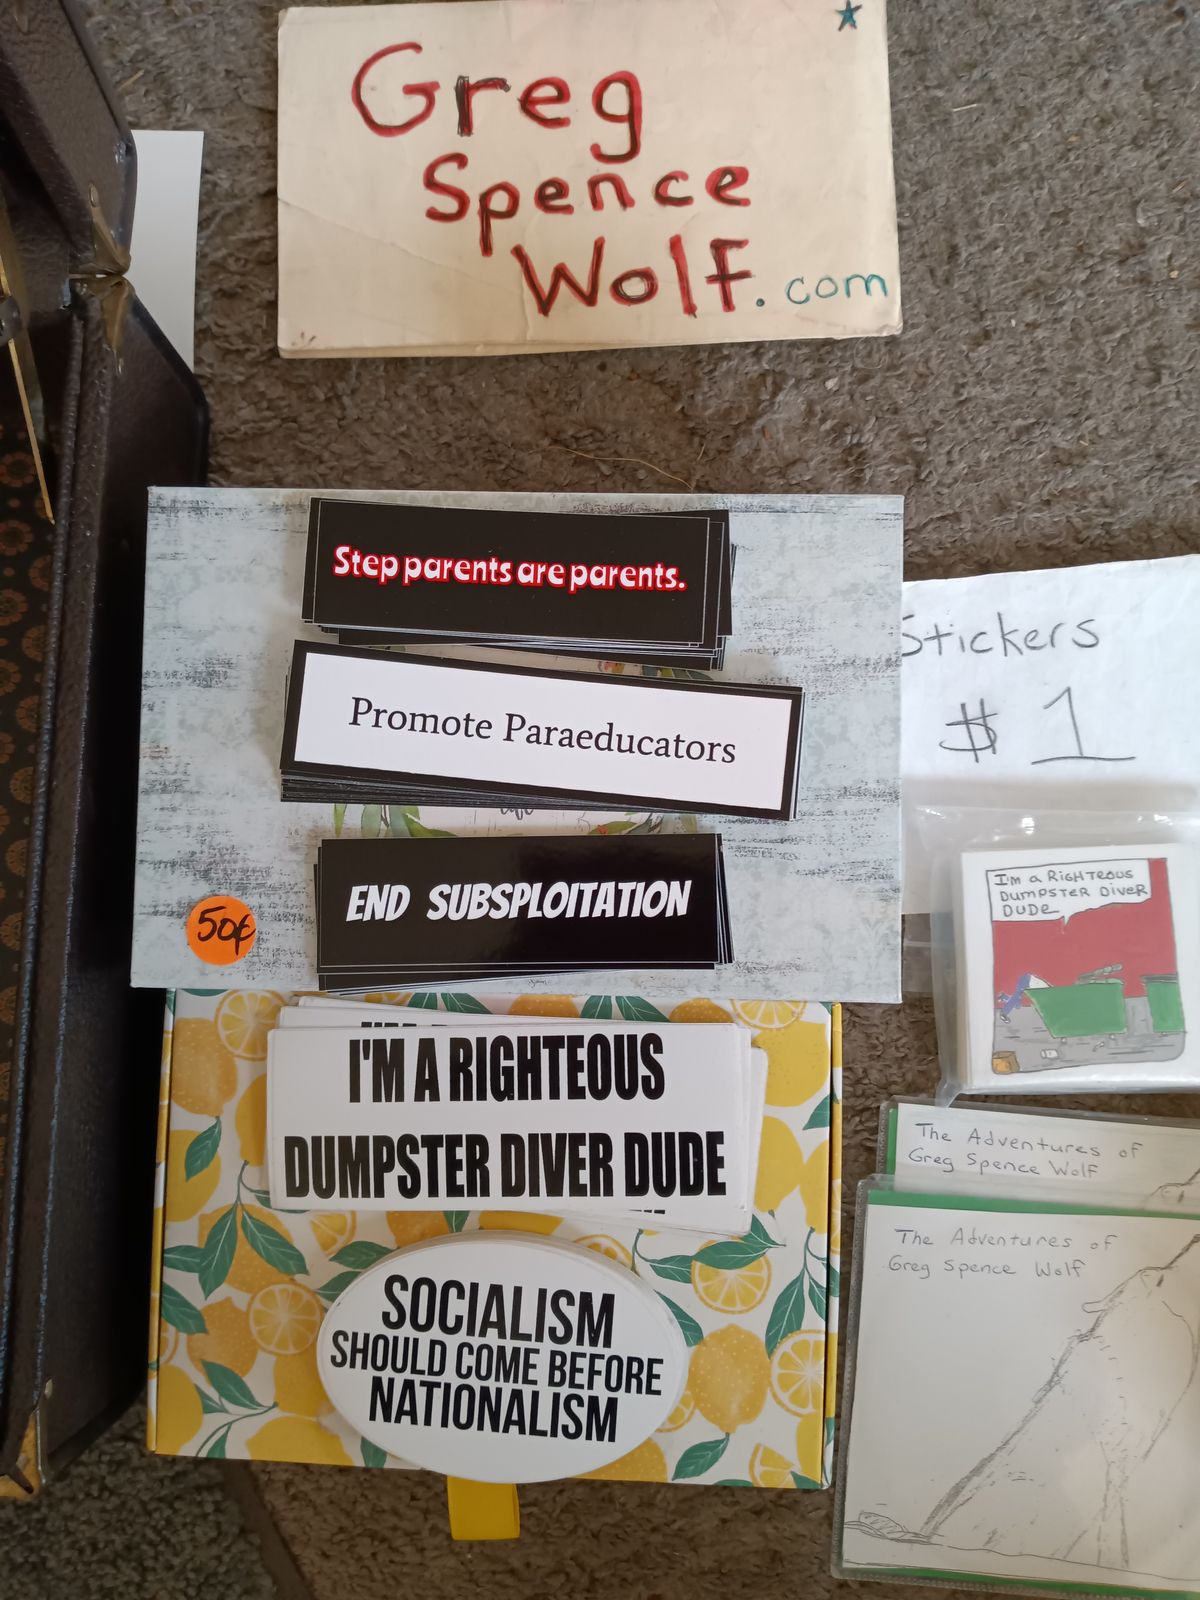 Greg
Spence
Wolf.com
Step parents are parents.
Promote Paraeducators
END SUBSPLOITATION
50¢
Stickers
$ 1
I'm a RIGHTEOUS
DUMPSTER DIVER
DUDE
I'M A RIGHTEOUS
DUMPSTER DIVER DUDE
SOCIALISM
SHOULD COME BEFORE
NATIONALISM
The Adventures of
Greg Spence Wolf
The Adventures of
Greg Spence Wolf